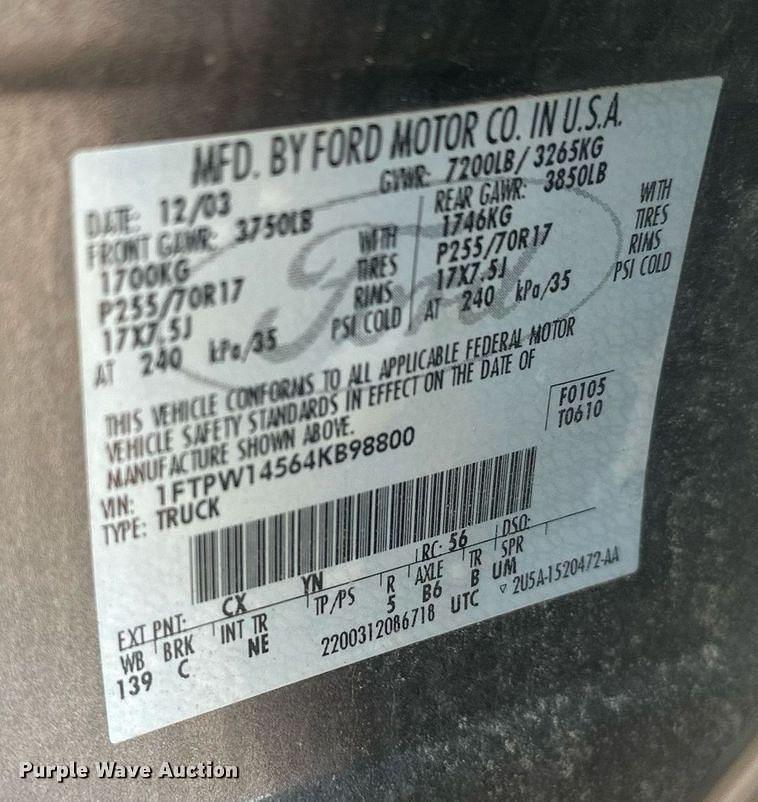 MFD. BY FORD MOTOR CO. IN U.S.A.
DATE: 12/03 GVWR: 7200LB/ 3265KG
FRONT GAWR: 3750LB REAR GAWR: 3850LB
1700KG WITH 1746KG WITH
P255/70R17 TIRES P255/70R17 TIRES
17X7.5J RIMS 17X7.5J RIMS
AT 240 kPa/35 PSI COLD AT 240 kPa/35 PSI COLD
Ford
THIS VEHICLE CONFORMS TO ALL APPLICABLE FEDERAL MOTOR
VEHICLE SAFETY STANDARDS IN EFFECT ON THE DATE OF
MANUFACTURE SHOWN ABOVE.
F0105
T0610
VIN: 1FTPW14564KB98800
TYPE: TRUCK
EXT PNT: CX YN RC: 56 DSO:
WB BRK INT TR TP/PS R AXLE TR SPR
139 C NE 5 B6 B UM
2200312086718 UTC 2U5A-1520472-AA
Purple Wave Auction